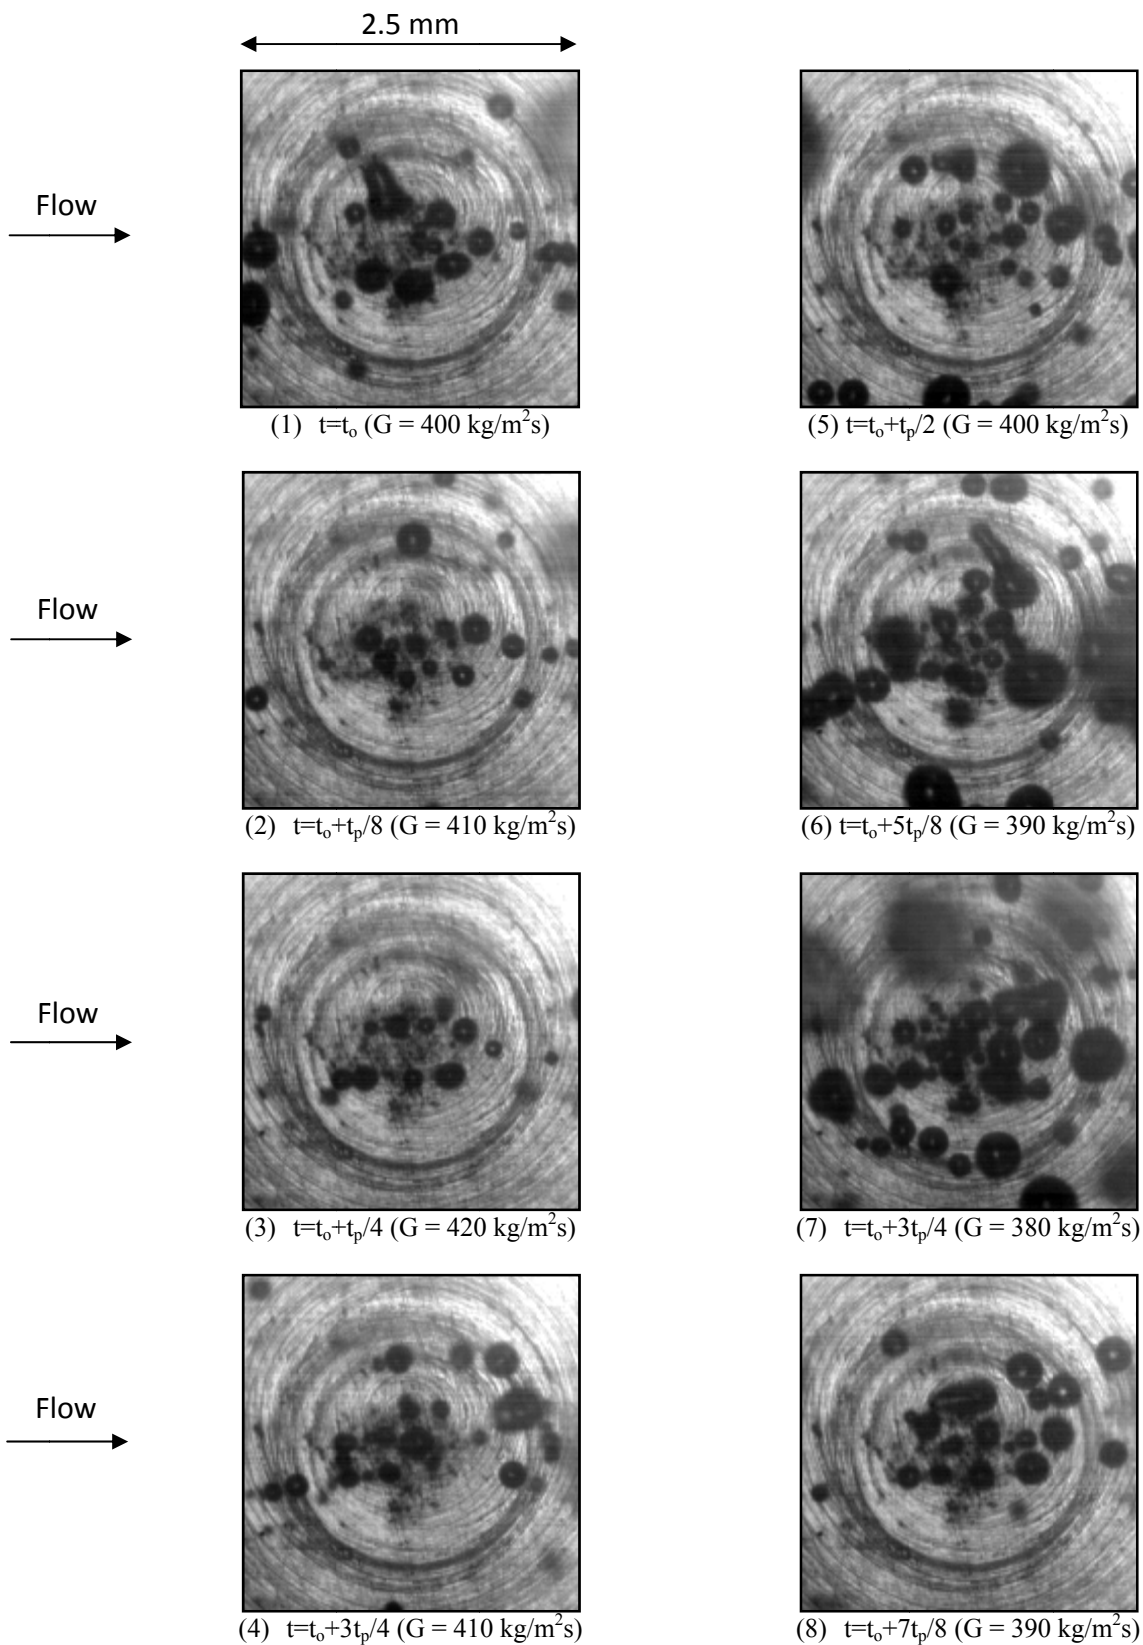 2.5 mm
Flow
(1) t=tₒ (G = 400 kg/m²s)
(5) t=tₒ+tₚ/2 (G = 400 kg/m²s)
Flow
(2) t=tₒ+tₚ/8 (G = 410 kg/m²s)
(6) t=tₒ+5tₚ/8 (G = 390 kg/m²s)
Flow
(3) t=tₒ+tₚ/4 (G = 420 kg/m²s)
(7) t=tₒ+3tₚ/4 (G = 380 kg/m²s)
Flow
(4) t=tₒ+3tₚ/4 (G = 410 kg/m²s)
(8) t=tₒ+7tₚ/8 (G = 390 kg/m²s)